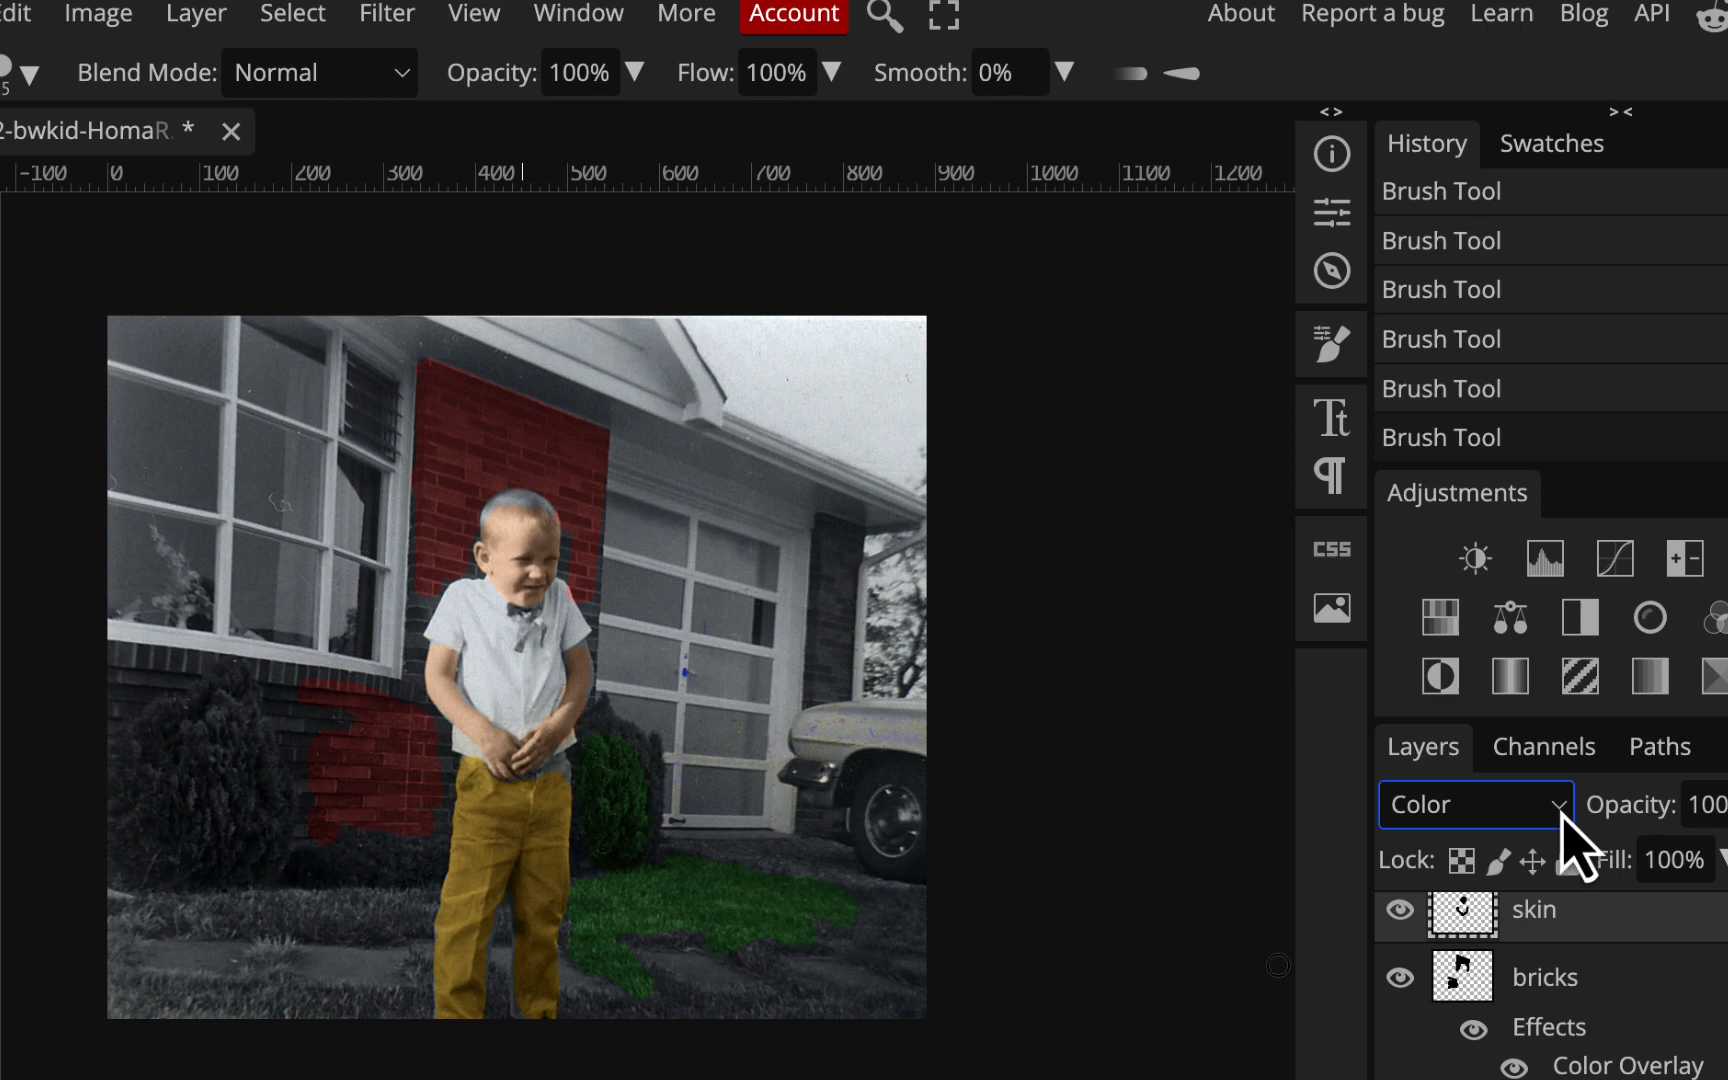 dit Image Layer Select Filter View Window More Account About Report a bug Learn Blog API
5 Blend Mode: Normal Opacity: 100% Flow: 100% Smooth: 0%
2-bwkid-HomaR. *
-100 0 100 200 300 400 500 600 700 800 900 1000 1100 1200
History Swatches
Brush Tool
Brush Tool
Brush Tool
Brush Tool
Brush Tool
Brush Tool
Adjustments
CSS
Layers Channels Paths
Color Opacity: 100
Lock: Fill: 100%
skin
bricks
Effects
Color Overlay